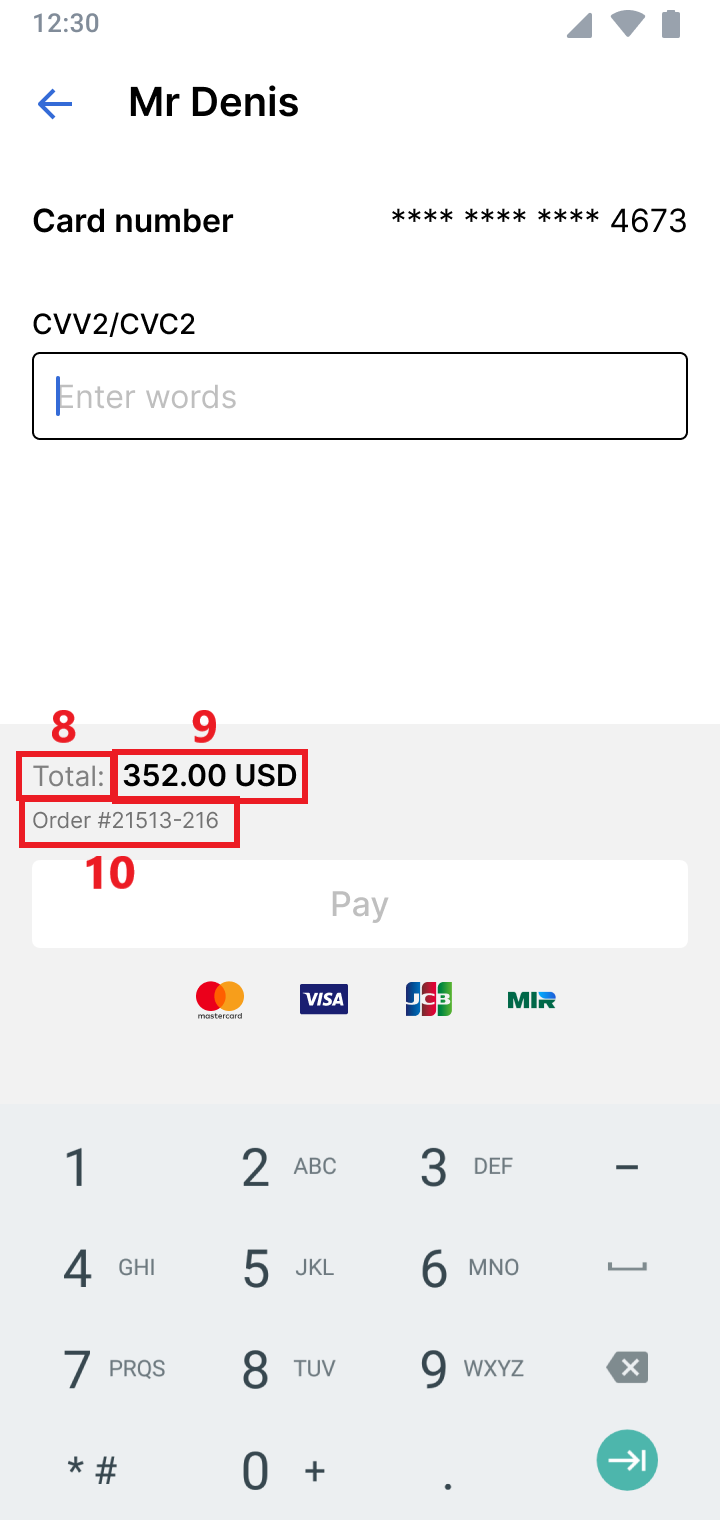 12:30
Mr Denis
Card number **** **** **** 4673
CVV2/CVC2
Enter words
8 9
Total: 352.00 USD
Order #21513-216
10
Pay
mastercard VISA JCB MIR
1 2 ABC 3 DEF –
4 GHI 5 JKL 6 MNO
7 PRQS 8 TUV 9 WXYZ
* # 0 + .